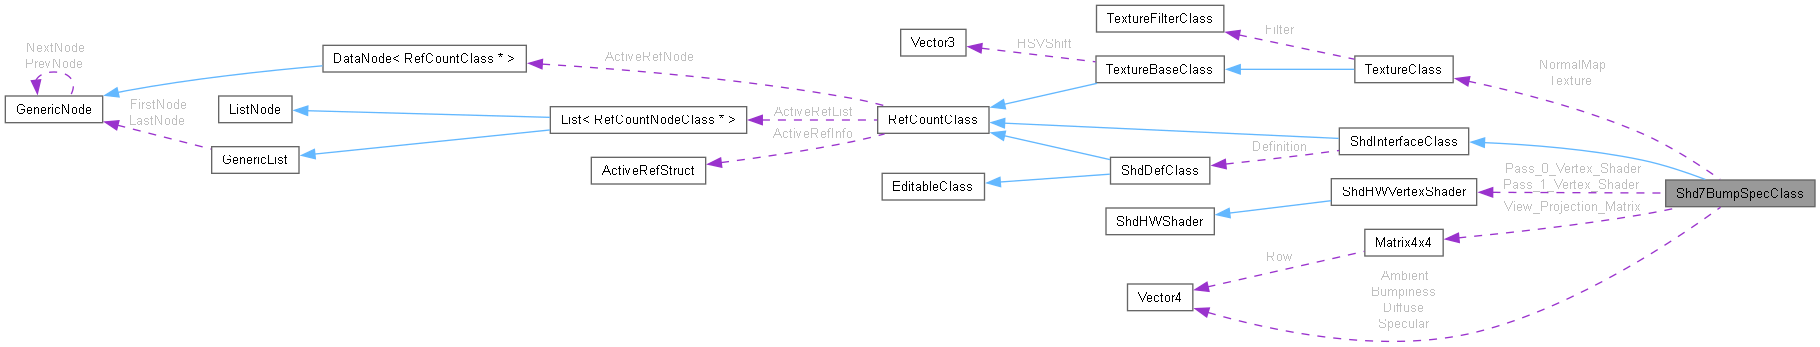 NextNode
PrevNode
GenericNode
FirstNode
LastNode
DataNode< RefCountClass * >
ListNode
GenericList
ActiveRefNode
List< RefCountNodeClass * >
ActiveRefList
ActiveRefInfo
ActiveRefStruct
Vector3
HSVShift
RefCountClass
EditableClass
TextureFilterClass
TextureBaseClass
ShdDefClass
ShdHWShader
Vector4
Filter
Definition
Row
TextureClass
ShdInterfaceClass
ShdHWVertexShader
Matrix4x4
Ambient
Bumpiness
Diffuse
Specular
NormalMap
Texture
Pass_0_Vertex_Shader
Pass_1_Vertex_Shader
View_Projection_Matrix
Shd7BumpSpecClass